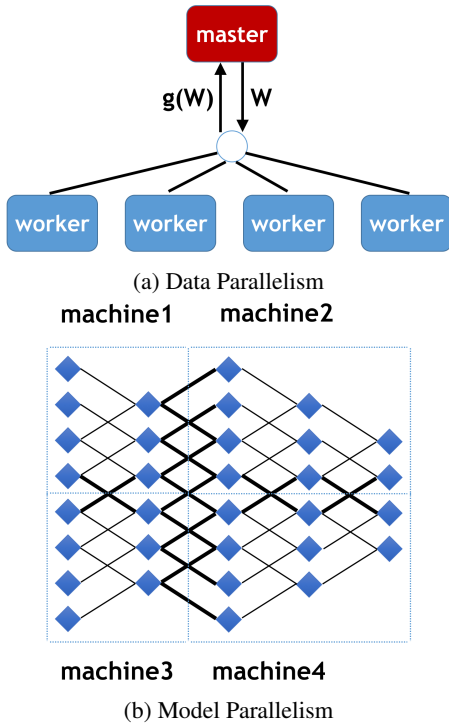 master
g(W) W
worker worker worker worker
(a) Data Parallelism
machine1 machine2
machine3 machine4
(b) Model Parallelism